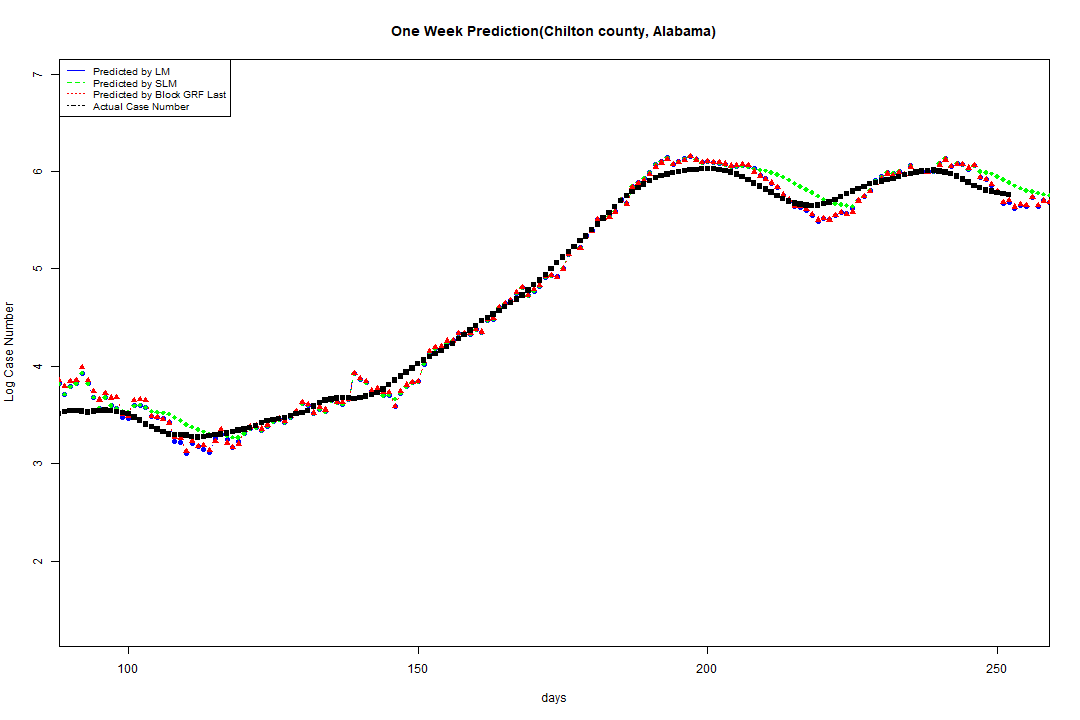 One Week Prediction(Chilton county, Alabama)
Predicted by LM
Predicted by SLM
Predicted by Block GRF Last
Actual Case Number
7
6
5
4
3
2
Log Case Number
100
150
200
250
days